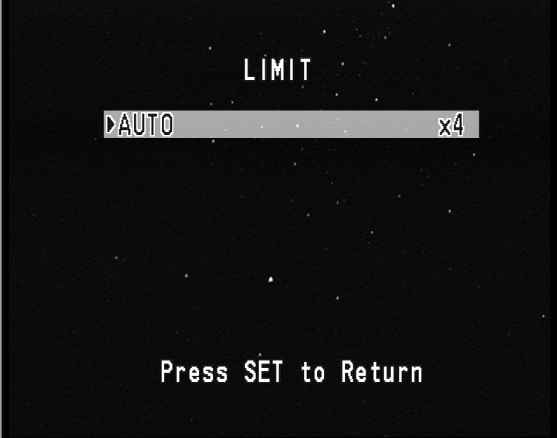 LIMIT
AUTO x4
Press SET to Return